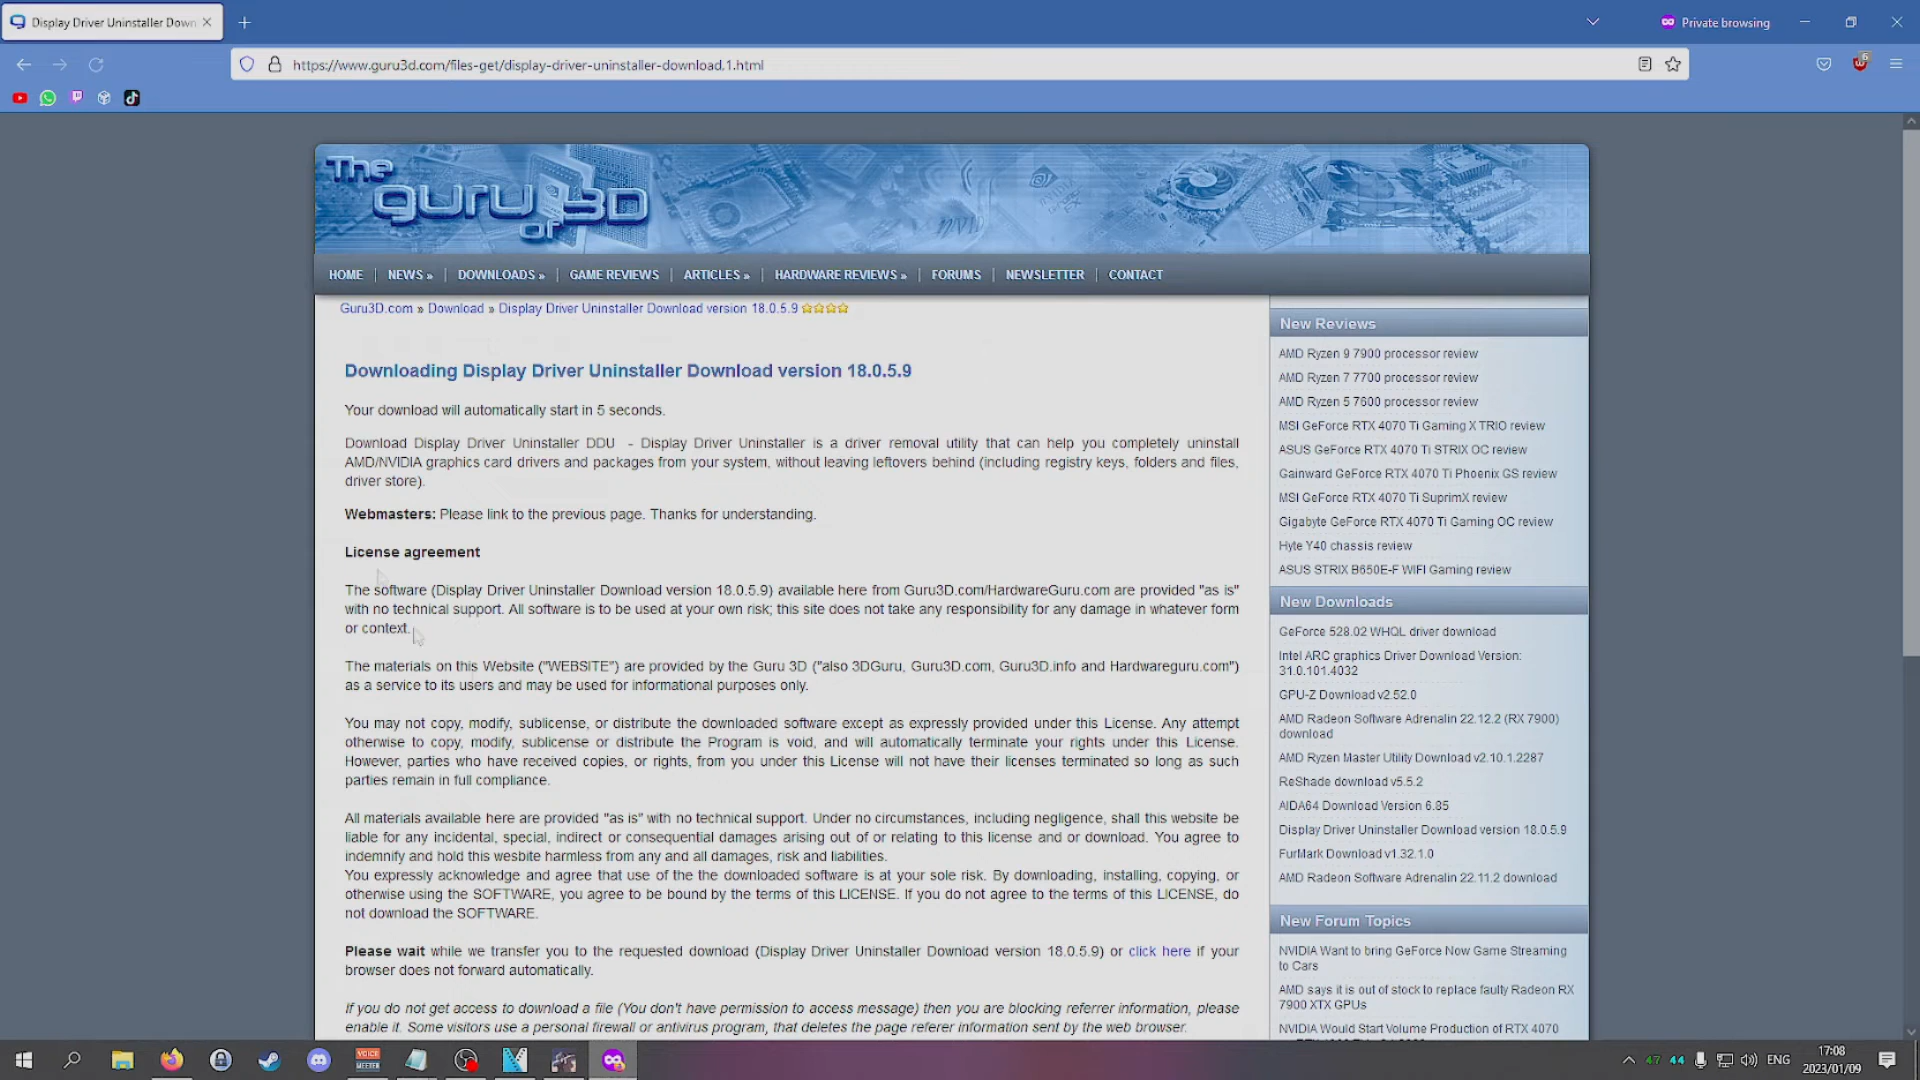 Display Driver Uninstaller Down
Private browsing
https://www.guru3d.com/files-get/display-driver-uninstaller-download,1.html
The
guru
of
3D
HOME
NEWS »
DOWNLOADS »
GAME REVIEWS
ARTICLES »
HARDWARE REVIEWS »
FORUMS
NEWSLETTER
CONTACT
Guru3D.com » Download » Display Driver Uninstaller Download version 18.0.5.9
Downloading Display Driver Uninstaller Download version 18.0.5.9
Your download will automatically start in 5 seconds.
Download Display Driver Uninstaller DDU - Display Driver Uninstaller is a driver removal utility that can help you completely uninstall
AMD/NVIDIA graphics card drivers and packages from your system, without leaving leftovers behind (including registry keys, folders and files,
driver store).
Webmasters: Please link to the previous page. Thanks for understanding.
License agreement
The software (Display Driver Uninstaller Download version 18.0.5.9) available here from Guru3D.com/HardwareGuru.com are provided "as is"
with no technical support. All software is to be used at your own risk; this site does not take any responsibility for any damage in whatever form
or context.
The materials on this Website ("WEBSITE") are provided by the Guru 3D ("also 3DGuru, Guru3D.com, Guru3D.info and Hardwareguru.com")
as a service to its users and may be used for informational purposes only.
You may not copy, modify, sublicense, or distribute the downloaded software except as expressly provided under this License. Any attempt
otherwise to copy, modify, sublicense or distribute the Program is void, and will automatically terminate your rights under this License.
However, parties who have received copies, or rights, from you under this License will not have their licenses terminated so long as such
parties remain in full compliance.
All materials available here are provided "as is" with no technical support. Under no circumstances, including negligence, shall this website be
liable for any incidental, special, indirect or consequential damages arising out of or relating to this license and or download. You agree to
indemnify and hold this wesbite harmless from any and all damages, risk and liabilities.
You expressly acknowledge and agree that use of the the downloaded software is at your sole risk. By downloading, installing, copying, or
otherwise using the SOFTWARE, you agree to be bound by the terms of this LICENSE. If you do not agree to the terms of this LICENSE, do
not download the SOFTWARE.
Please wait while we transfer you to the requested download (Display Driver Uninstaller Download version 18.0.5.9) or click here if your
browser does not forward automatically.
If you do not get access to download a file (You don't have permission to access message) then you are blocking referrer information, please
enable it. Some visitors use a personal firewall or antivirus program, that deletes the page referer information sent by the web browser.
New Reviews
AMD Ryzen 9 7900 processor review
AMD Ryzen 7 7700 processor review
AMD Ryzen 5 7600 processor review
MSI GeForce RTX 4070 Ti Gaming X TRIO review
ASUS GeForce RTX 4070 Ti STRIX OC review
Gainward GeForce RTX 4070 Ti Phoenix GS review
MSI GeForce RTX 4070 Ti SuprimX review
Gigabyte GeForce RTX 4070 Ti Gaming OC review
Hyte Y40 chassis review
ASUS STRIX B650E-F WIFI Gaming review
New Downloads
GeForce 528.02 WHQL driver download
Intel ARC graphics Driver Download Version:
31.0.101.4032
GPU-Z Download v2.52.0
AMD Radeon Software Adrenalin 22.12.2 (RX 7900)
download
AMD Ryzen Master Utility Download v2.10.1.2287
ReShade download v5.5.2
AIDA64 Download Version 6.85
Display Driver Uninstaller Download version 18.0.5.9
FurMark Download v1.32.1.0
AMD Radeon Software Adrenalin 22.11.2 download
New Forum Topics
NVIDIA Want to bring GeForce Now Game Streaming
to Cars
AMD says it is out of stock to replace faulty Radeon RX
7900 XTX GPUs
NVIDIA Would Start Volume Production of RTX 4070
VOICE
MEETER
47 44
ENG
17:08
2023/01/09